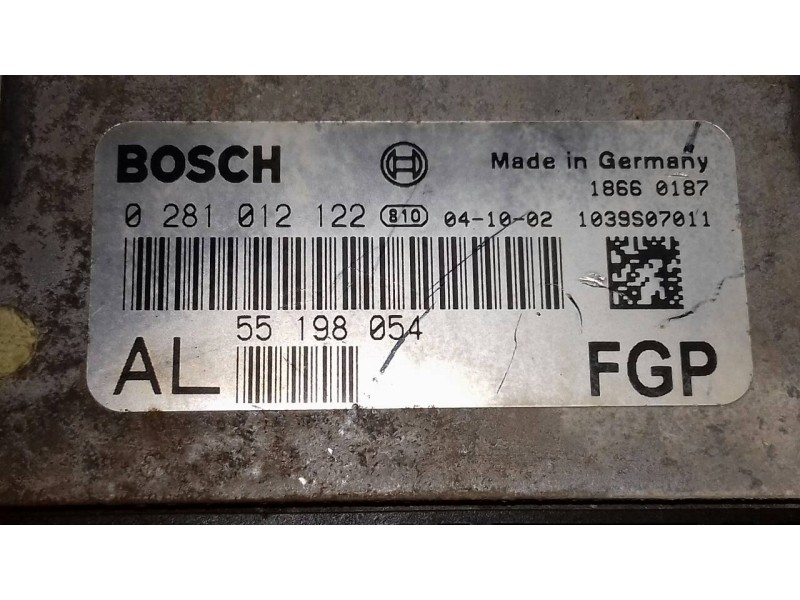 BOSCH
Made in Germany
1866 0187
0 281 012 122 810 04-10-02 1039S07011
55 198 054
AL
FGP